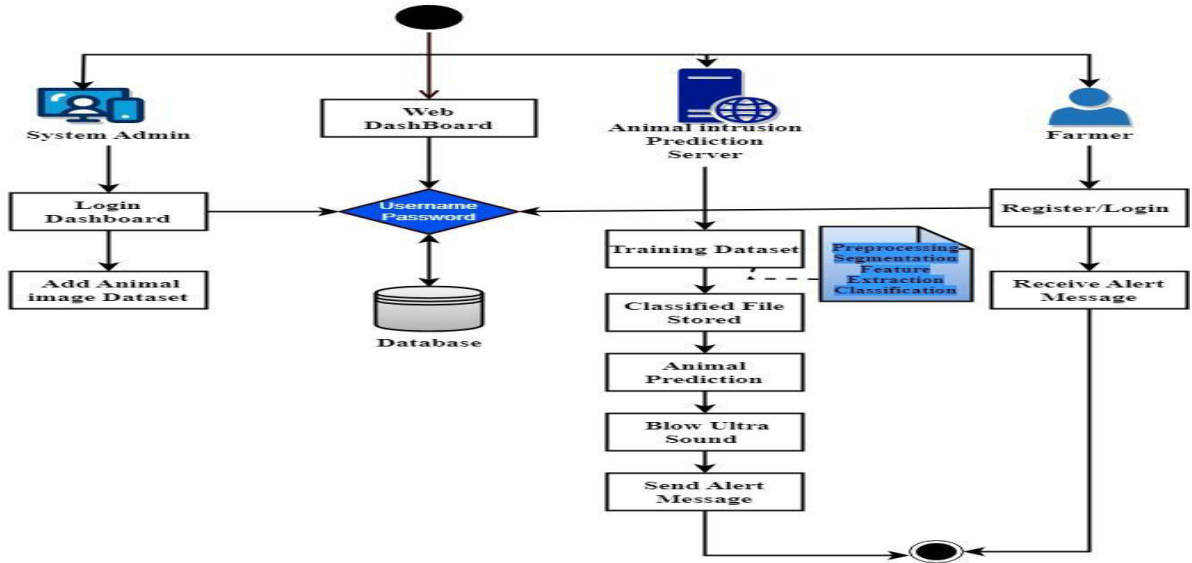 System Admin
Web
DashBoard
Animal intrusion
Prediction
Server
Farmer
Login
Dashboard
Username
Password
Register/Login
Add Animal
image Dataset
Database
Training Dataset
Preprocessing
Segmentation
Feature
Extraction
Classification
Receive Alert
Message
Classified File
Stored
Animal
Prediction
Blow Ultra
Sound
Send Alert
Message